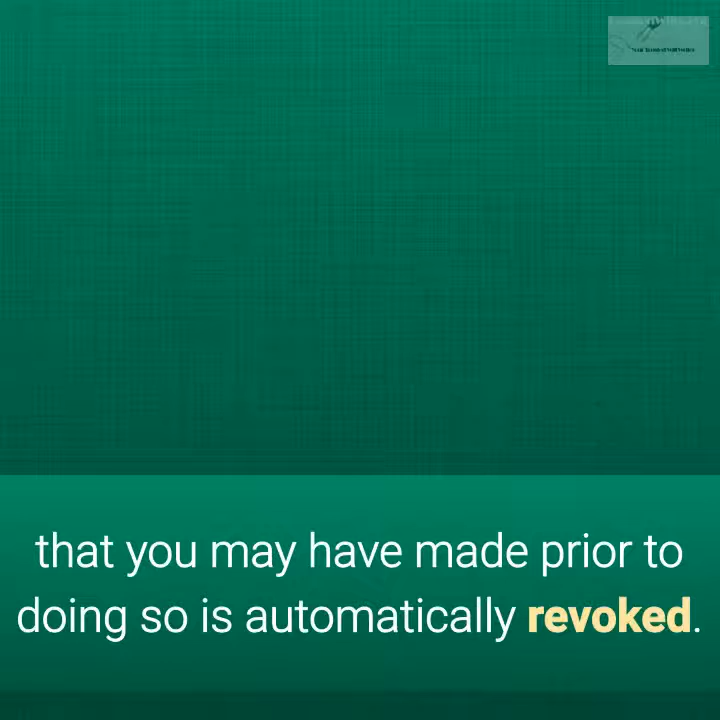 that you may have made prior to
doing so is automatically revoked.